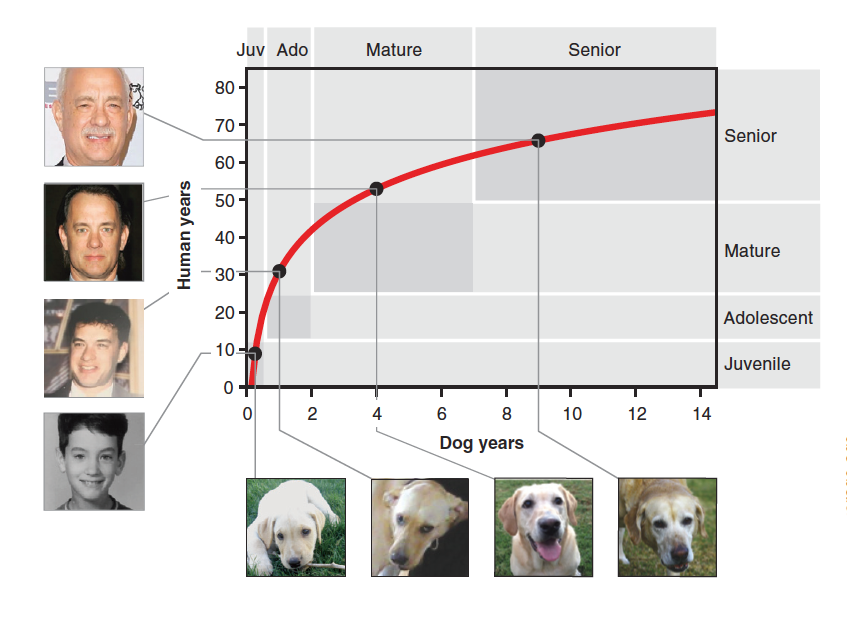 Juv Ado Mature Senior
80
70
60
50
40
30
20
10
0
Human years
Senior
Mature
Adolescent
Juvenile
0 2 4 6 8 10 12 14
Dog years